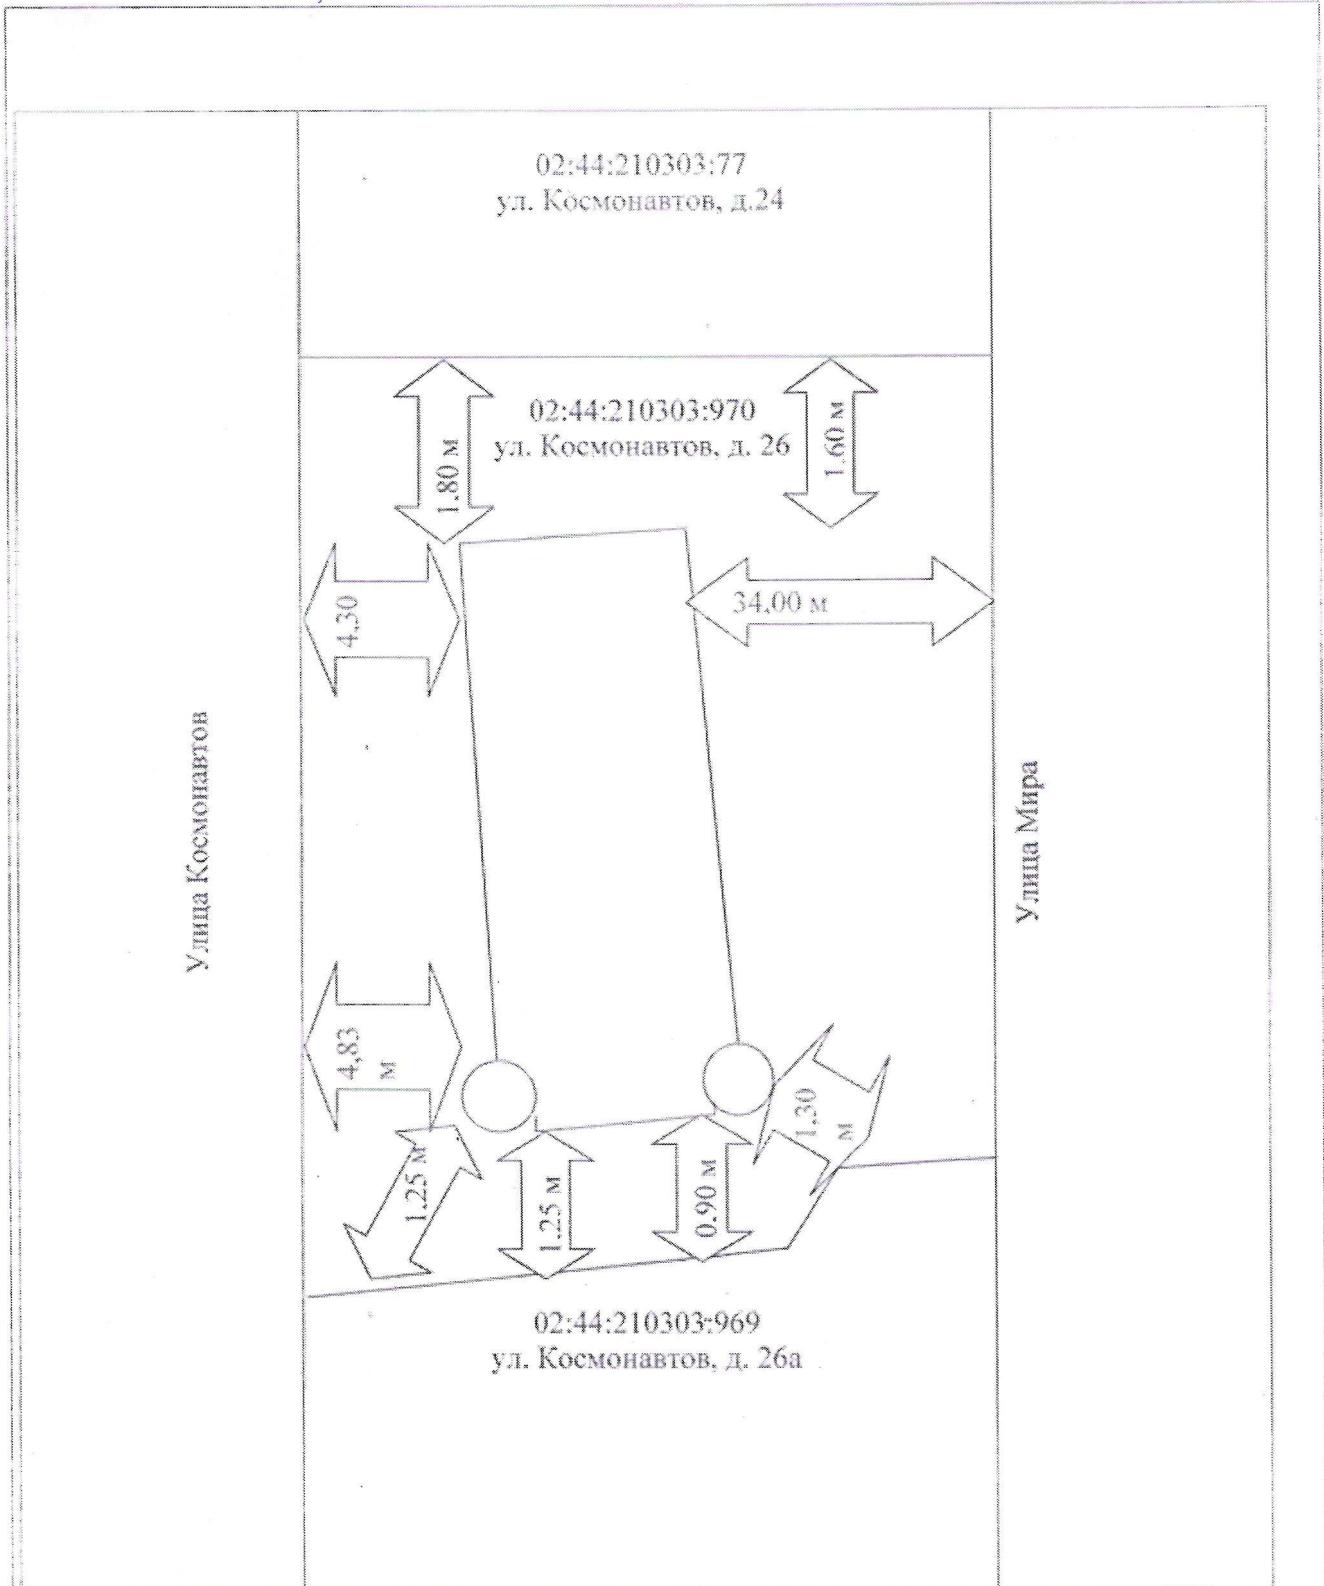 02:44:210303:77
ул. Космонавтов, д.24
02:44:210303:970
ул. Космонавтов, д. 26
1.80 м
1.60 м
4,30
34,00 м
Улица Космонавтов
Улица Мира
4,83
м
1,30
м
1.25 м
1.25 м
0.90 м
02:44:210303:969
ул. Космонавтов, д. 26а